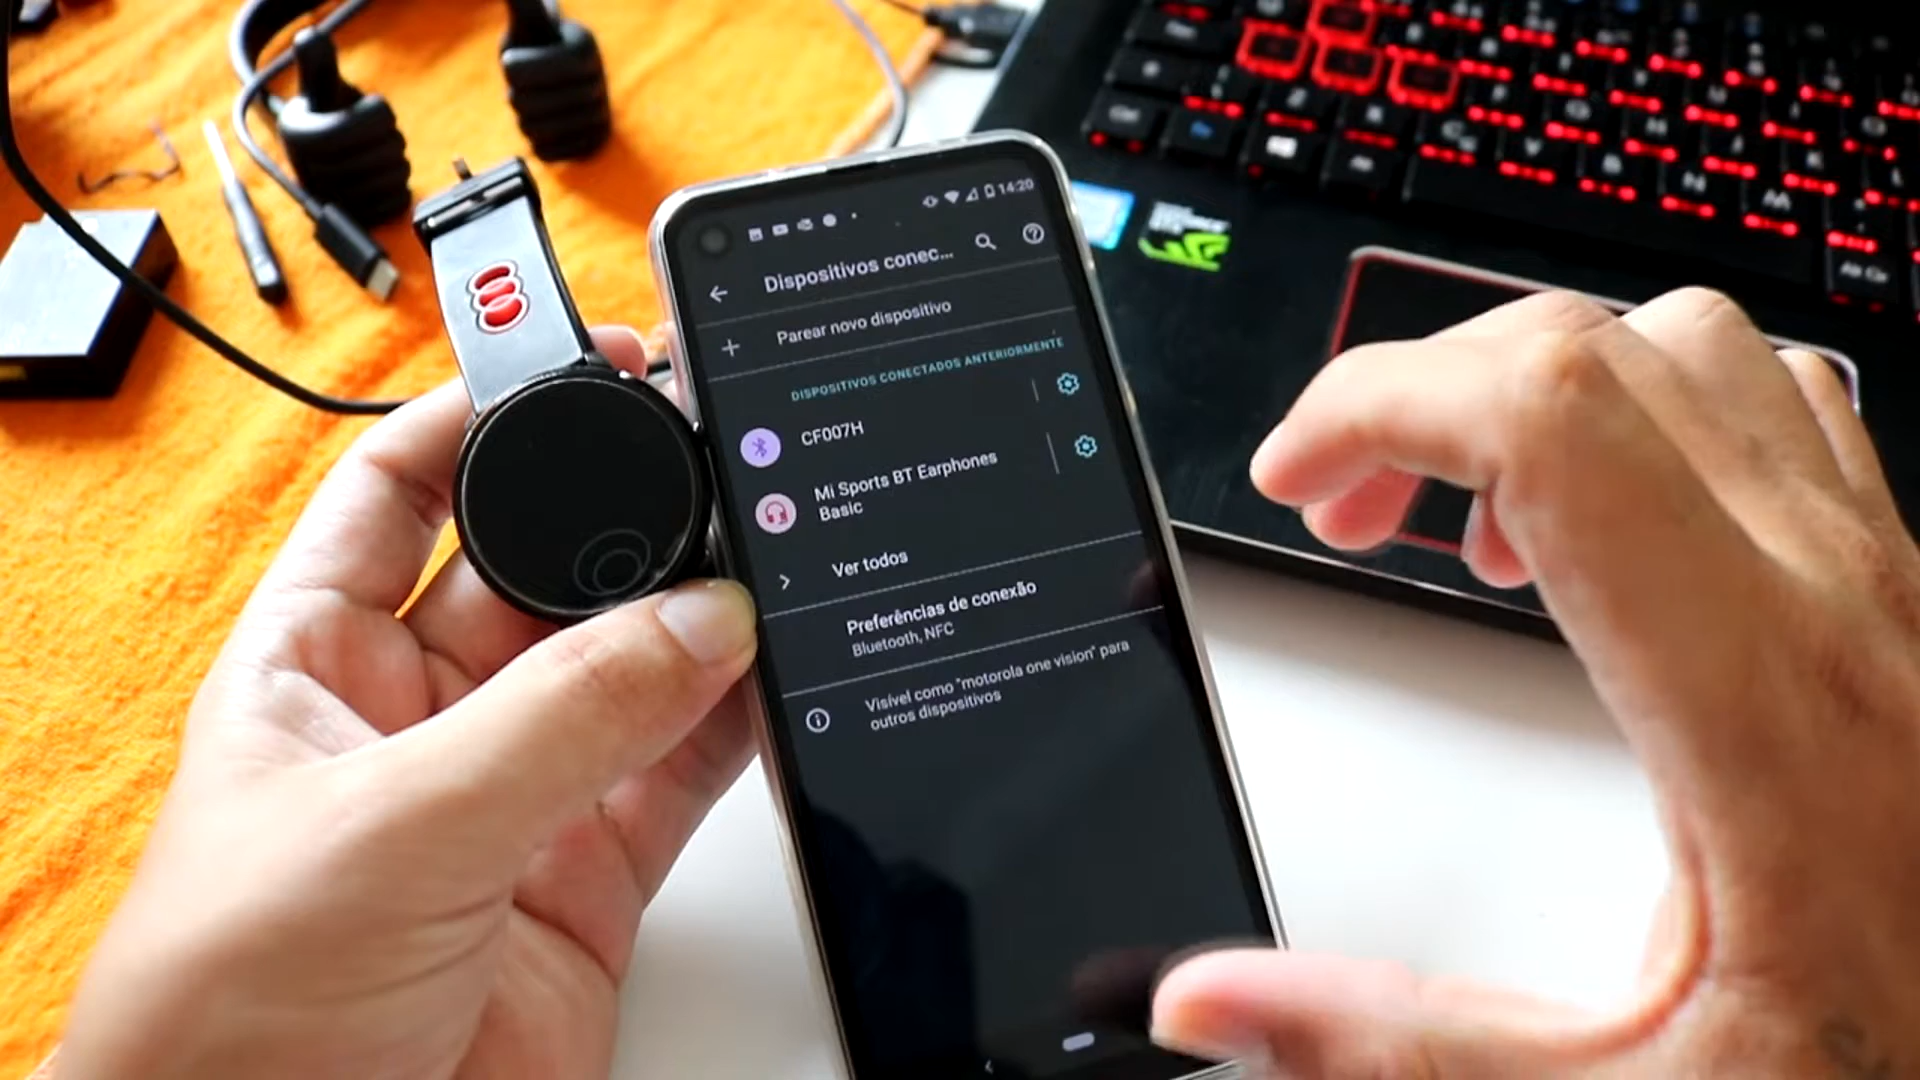 14:20
Dispositivos conec...
Parear novo dispositivo
DISPOSITIVOS CONECTADOS ANTERIORMENTE
CF007H
Mi Sports BT Earphones
Basic
Ver todos
Preferências de conexão
Bluetooth, NFC
Visível como "motorola one vision" para
outros dispositivos